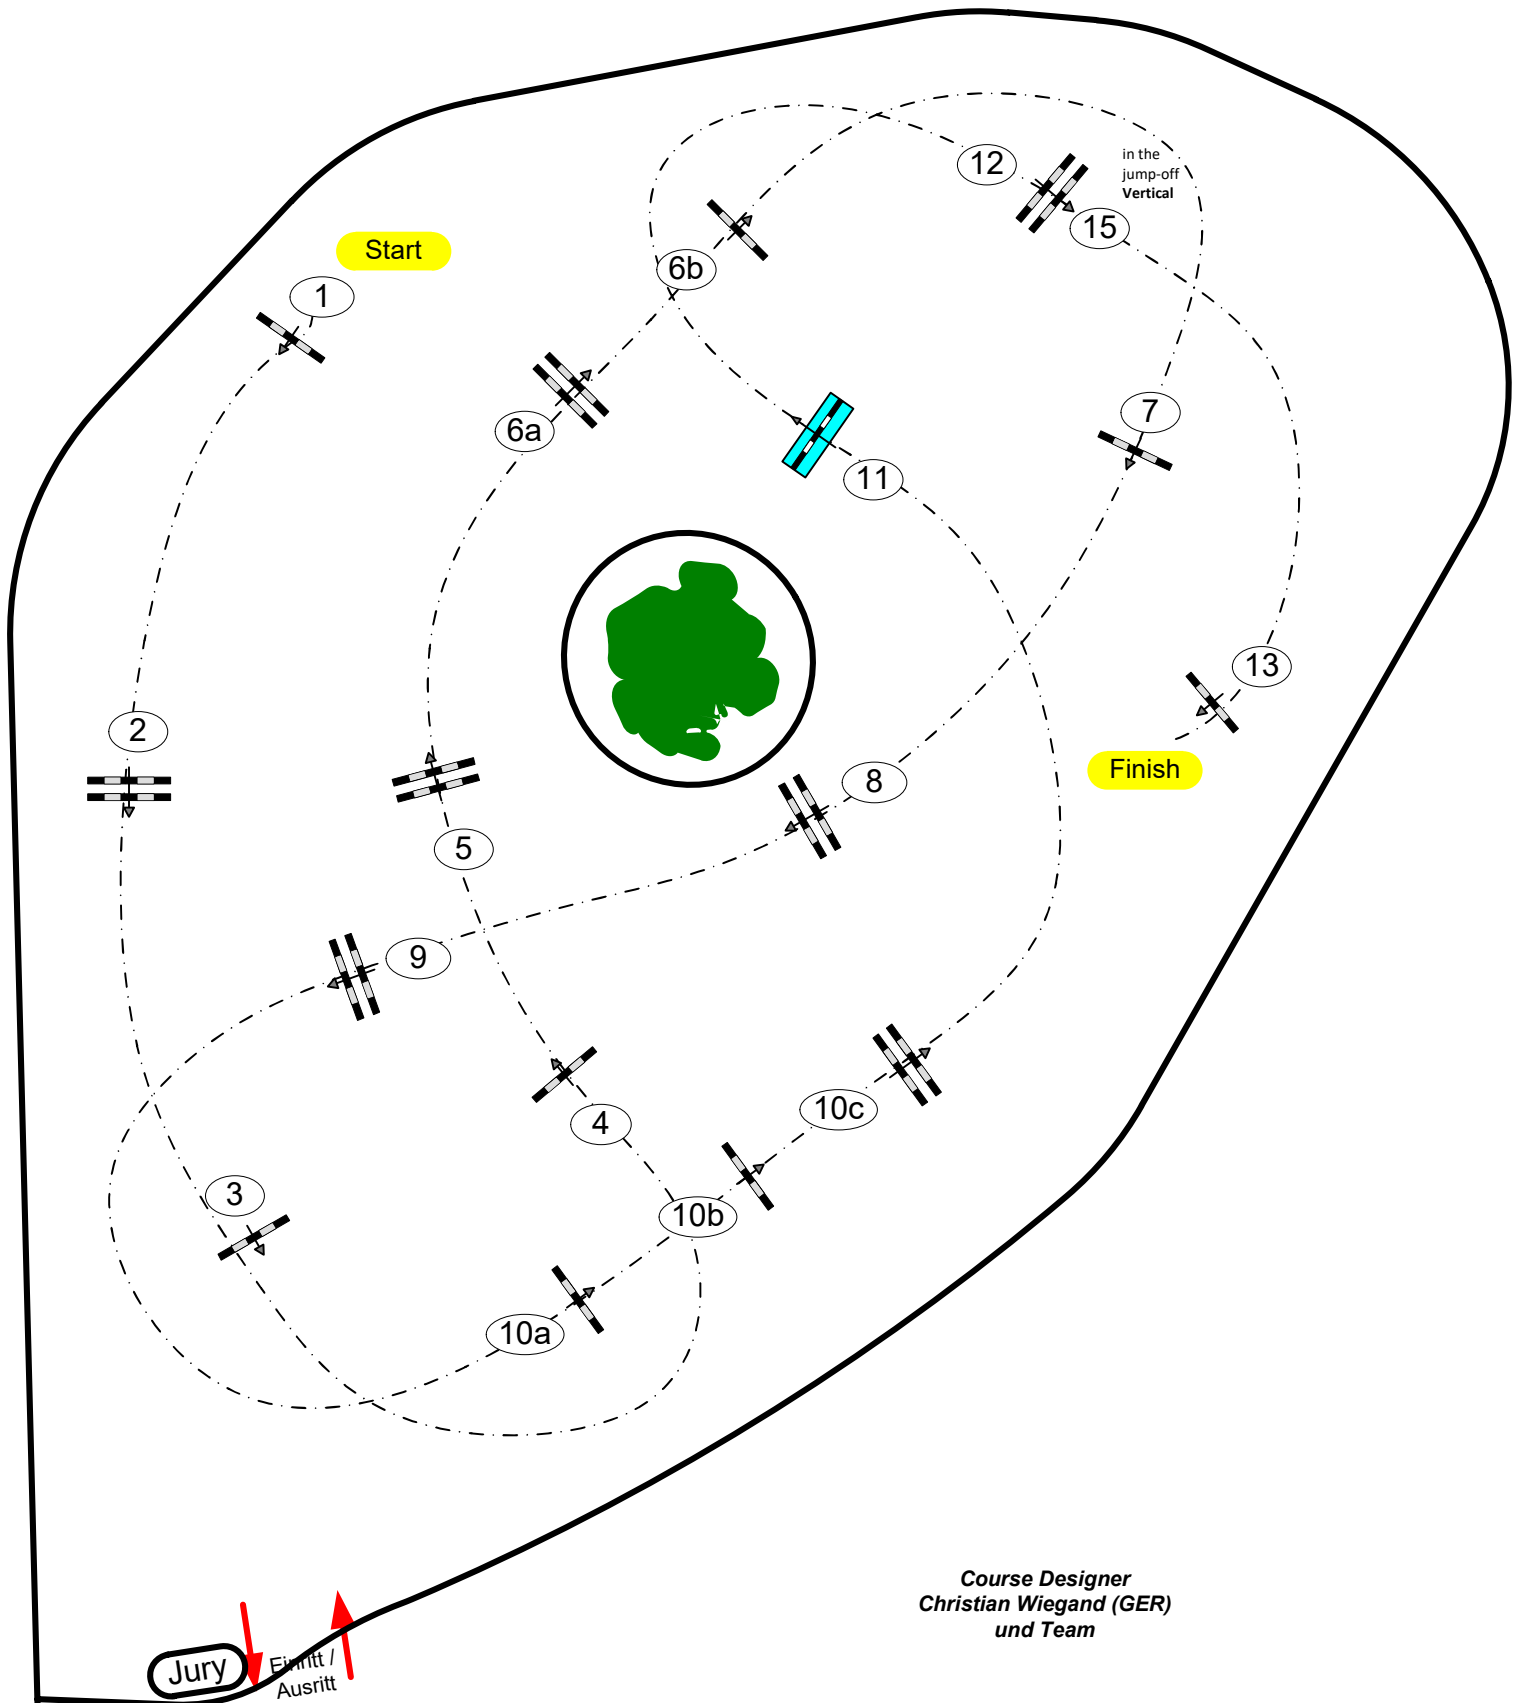 12
in the
jump-off
Vertical
15
Start
6b
1
7
6a
11
13
2
Finish
8
5
9
10c
4
3
10b
10a
Course Designer
Christian Wiegand (GER)
und Team
Jury
Einritt /
Ausritt